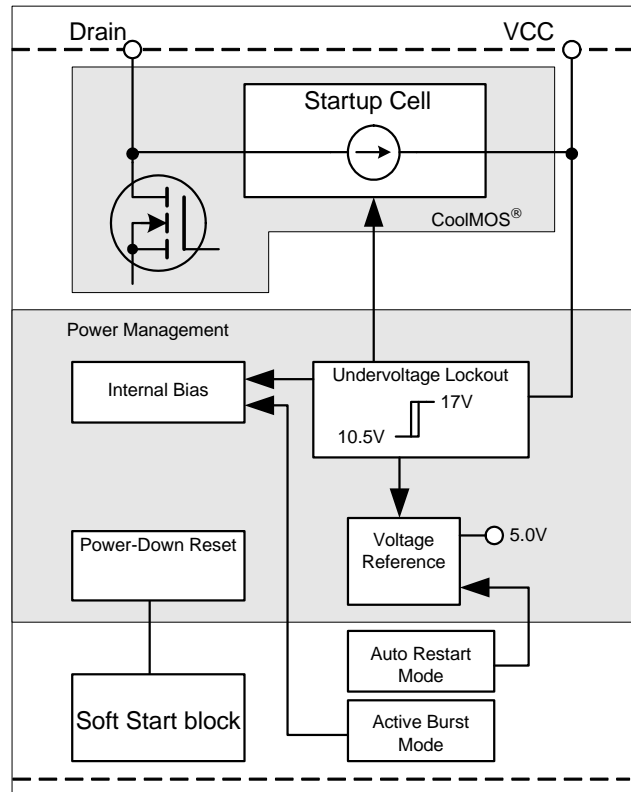 Drain
VCC
Startup Cell
CoolMOS®
Power Management
Internal Bias
Undervoltage Lockout
17V
10.5V
Power-Down Reset
Voltage
Reference
5.0V
Auto Restart
Mode
Soft Start block
Active Burst
Mode